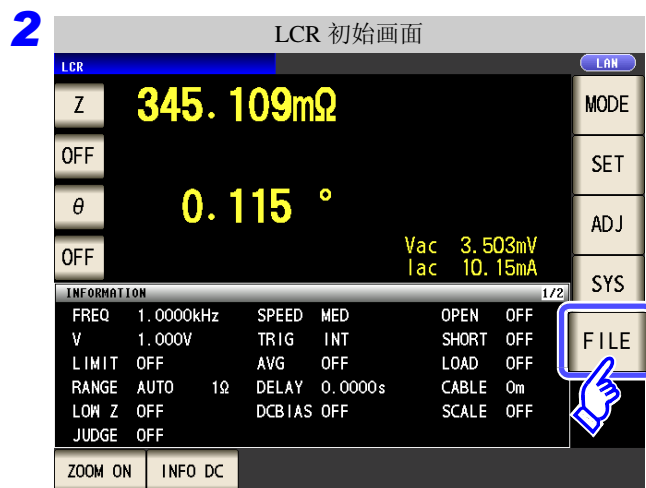 2
LCR 初始画面
LCR
LAN
Z 345.109mΩ
OFF
θ 0.115 °
OFF
Vac 3.503mV
Iac 10.15mA
MODE
SET
ADJ
SYS
FILE
INFORMATION 1/2
FREQ 1.0000kHz SPEED MED OPEN OFF
V 1.000V TRIG INT SHORT OFF
LIMIT OFF AVG OFF LOAD OFF
RANGE AUTO 1Ω DELAY 0.0000s CABLE 0m
LOW Z OFF DCBIAS OFF SCALE OFF
JUDGE OFF
ZOOM ON INFO DC